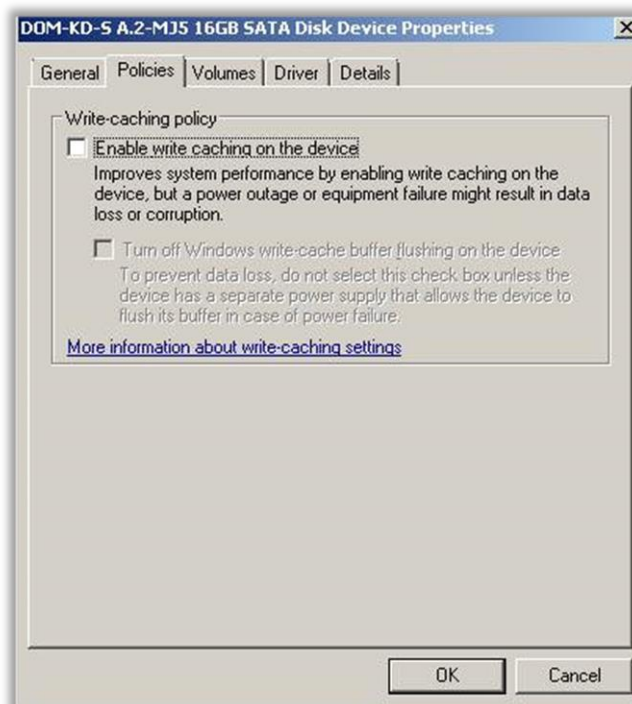 DOM-KD-S A.2-MJ5 16GB SATA Disk Device Properties
General Policies Volumes Driver Details
Write-caching policy
Enable write caching on the device
Improves system performance by enabling write caching on the
device, but a power outage or equipment failure might result in data
loss or corruption.
Turn off Windows write-cache buffer flushing on the device
To prevent data loss, do not select this check box unless the
device has a separate power supply that allows the device to
flush its buffer in case of power failure.
More information about write-caching settings
OK Cancel